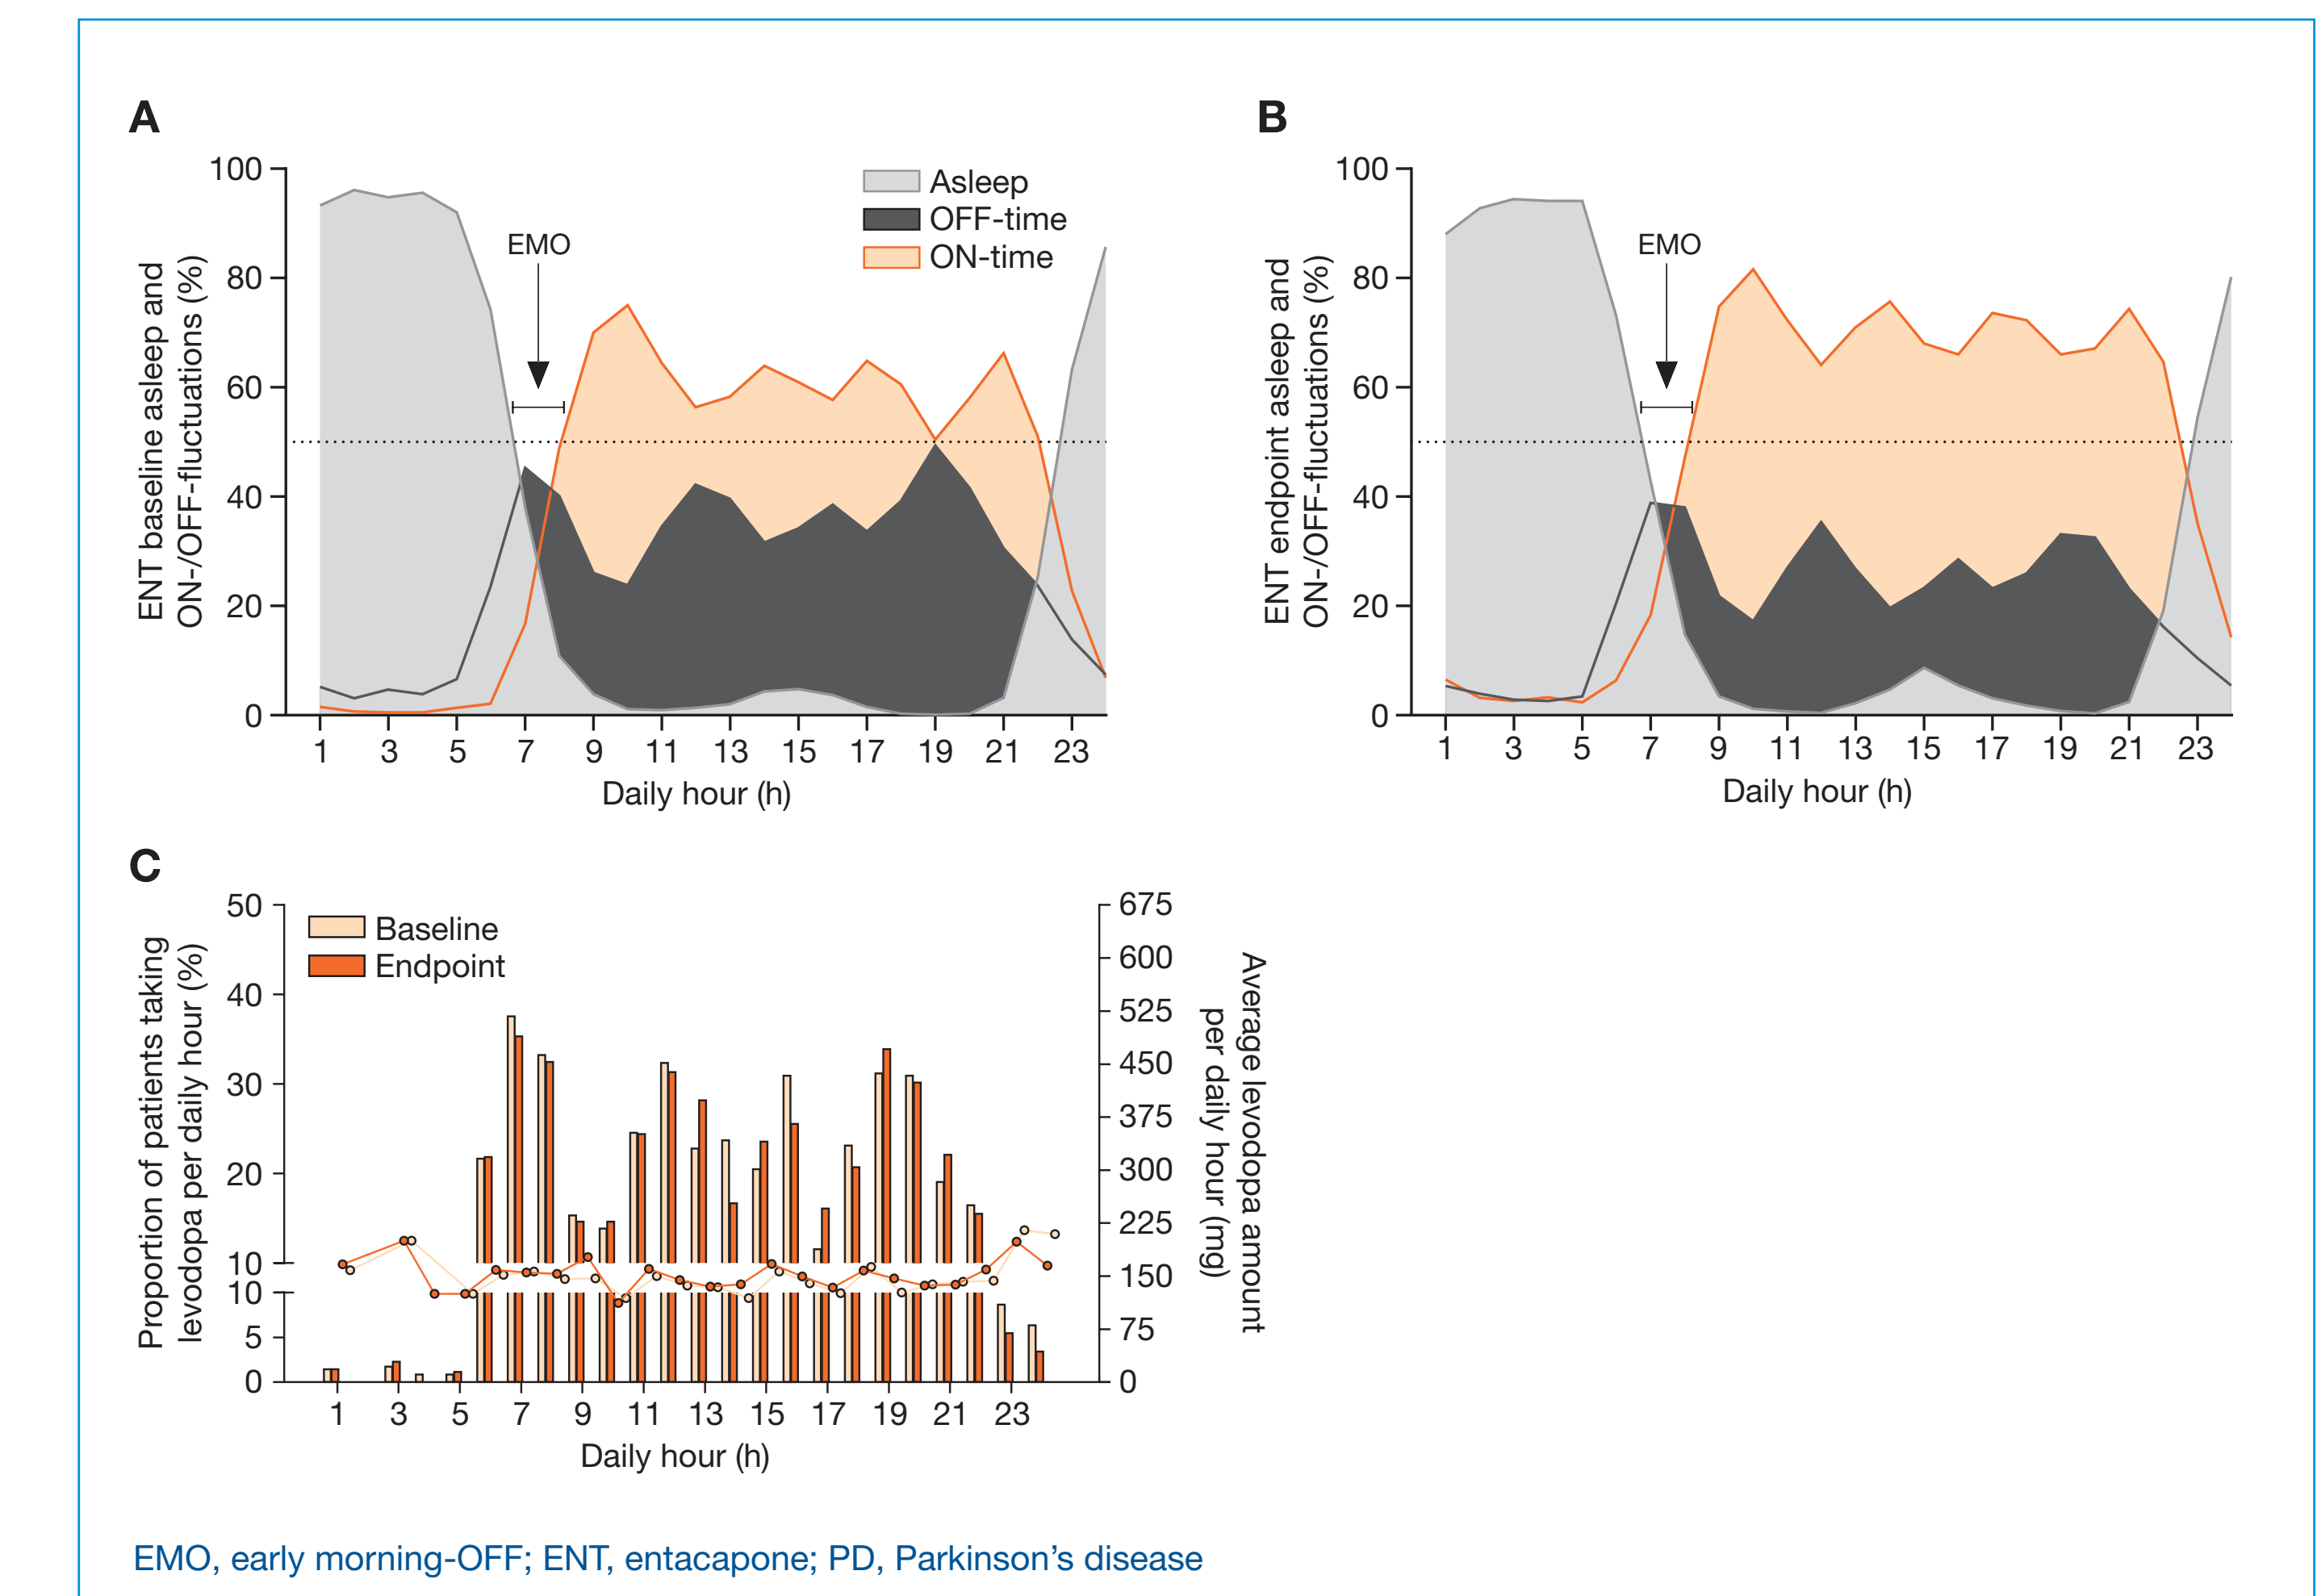 A
ENT baseline asleep and
ON-/OFF-fluctuations (%)
100
80
60
40
20
0
EMO
Asleep
OFF-time
ON-time
1 3 5 7 9 11 13 15 17 19 21 23
Daily hour (h)
B
ENT endpoint asleep and
ON-/OFF-fluctuations (%)
100
80
60
40
20
0
EMO
1 3 5 7 9 11 13 15 17 19 21 23
Daily hour (h)
C
Proportion of patients taking
levodopa per daily hour (%)
50
40
30
20
10
10
5
0
Baseline
Endpoint
675
600
525
450
375
300
225
150
75
0
Average levodopa amount
per daily hour (mg)
1 3 5 7 9 11 13 15 17 19 21 23
Daily hour (h)
EMO, early morning-OFF; ENT, entacapone; PD, Parkinson’s disease